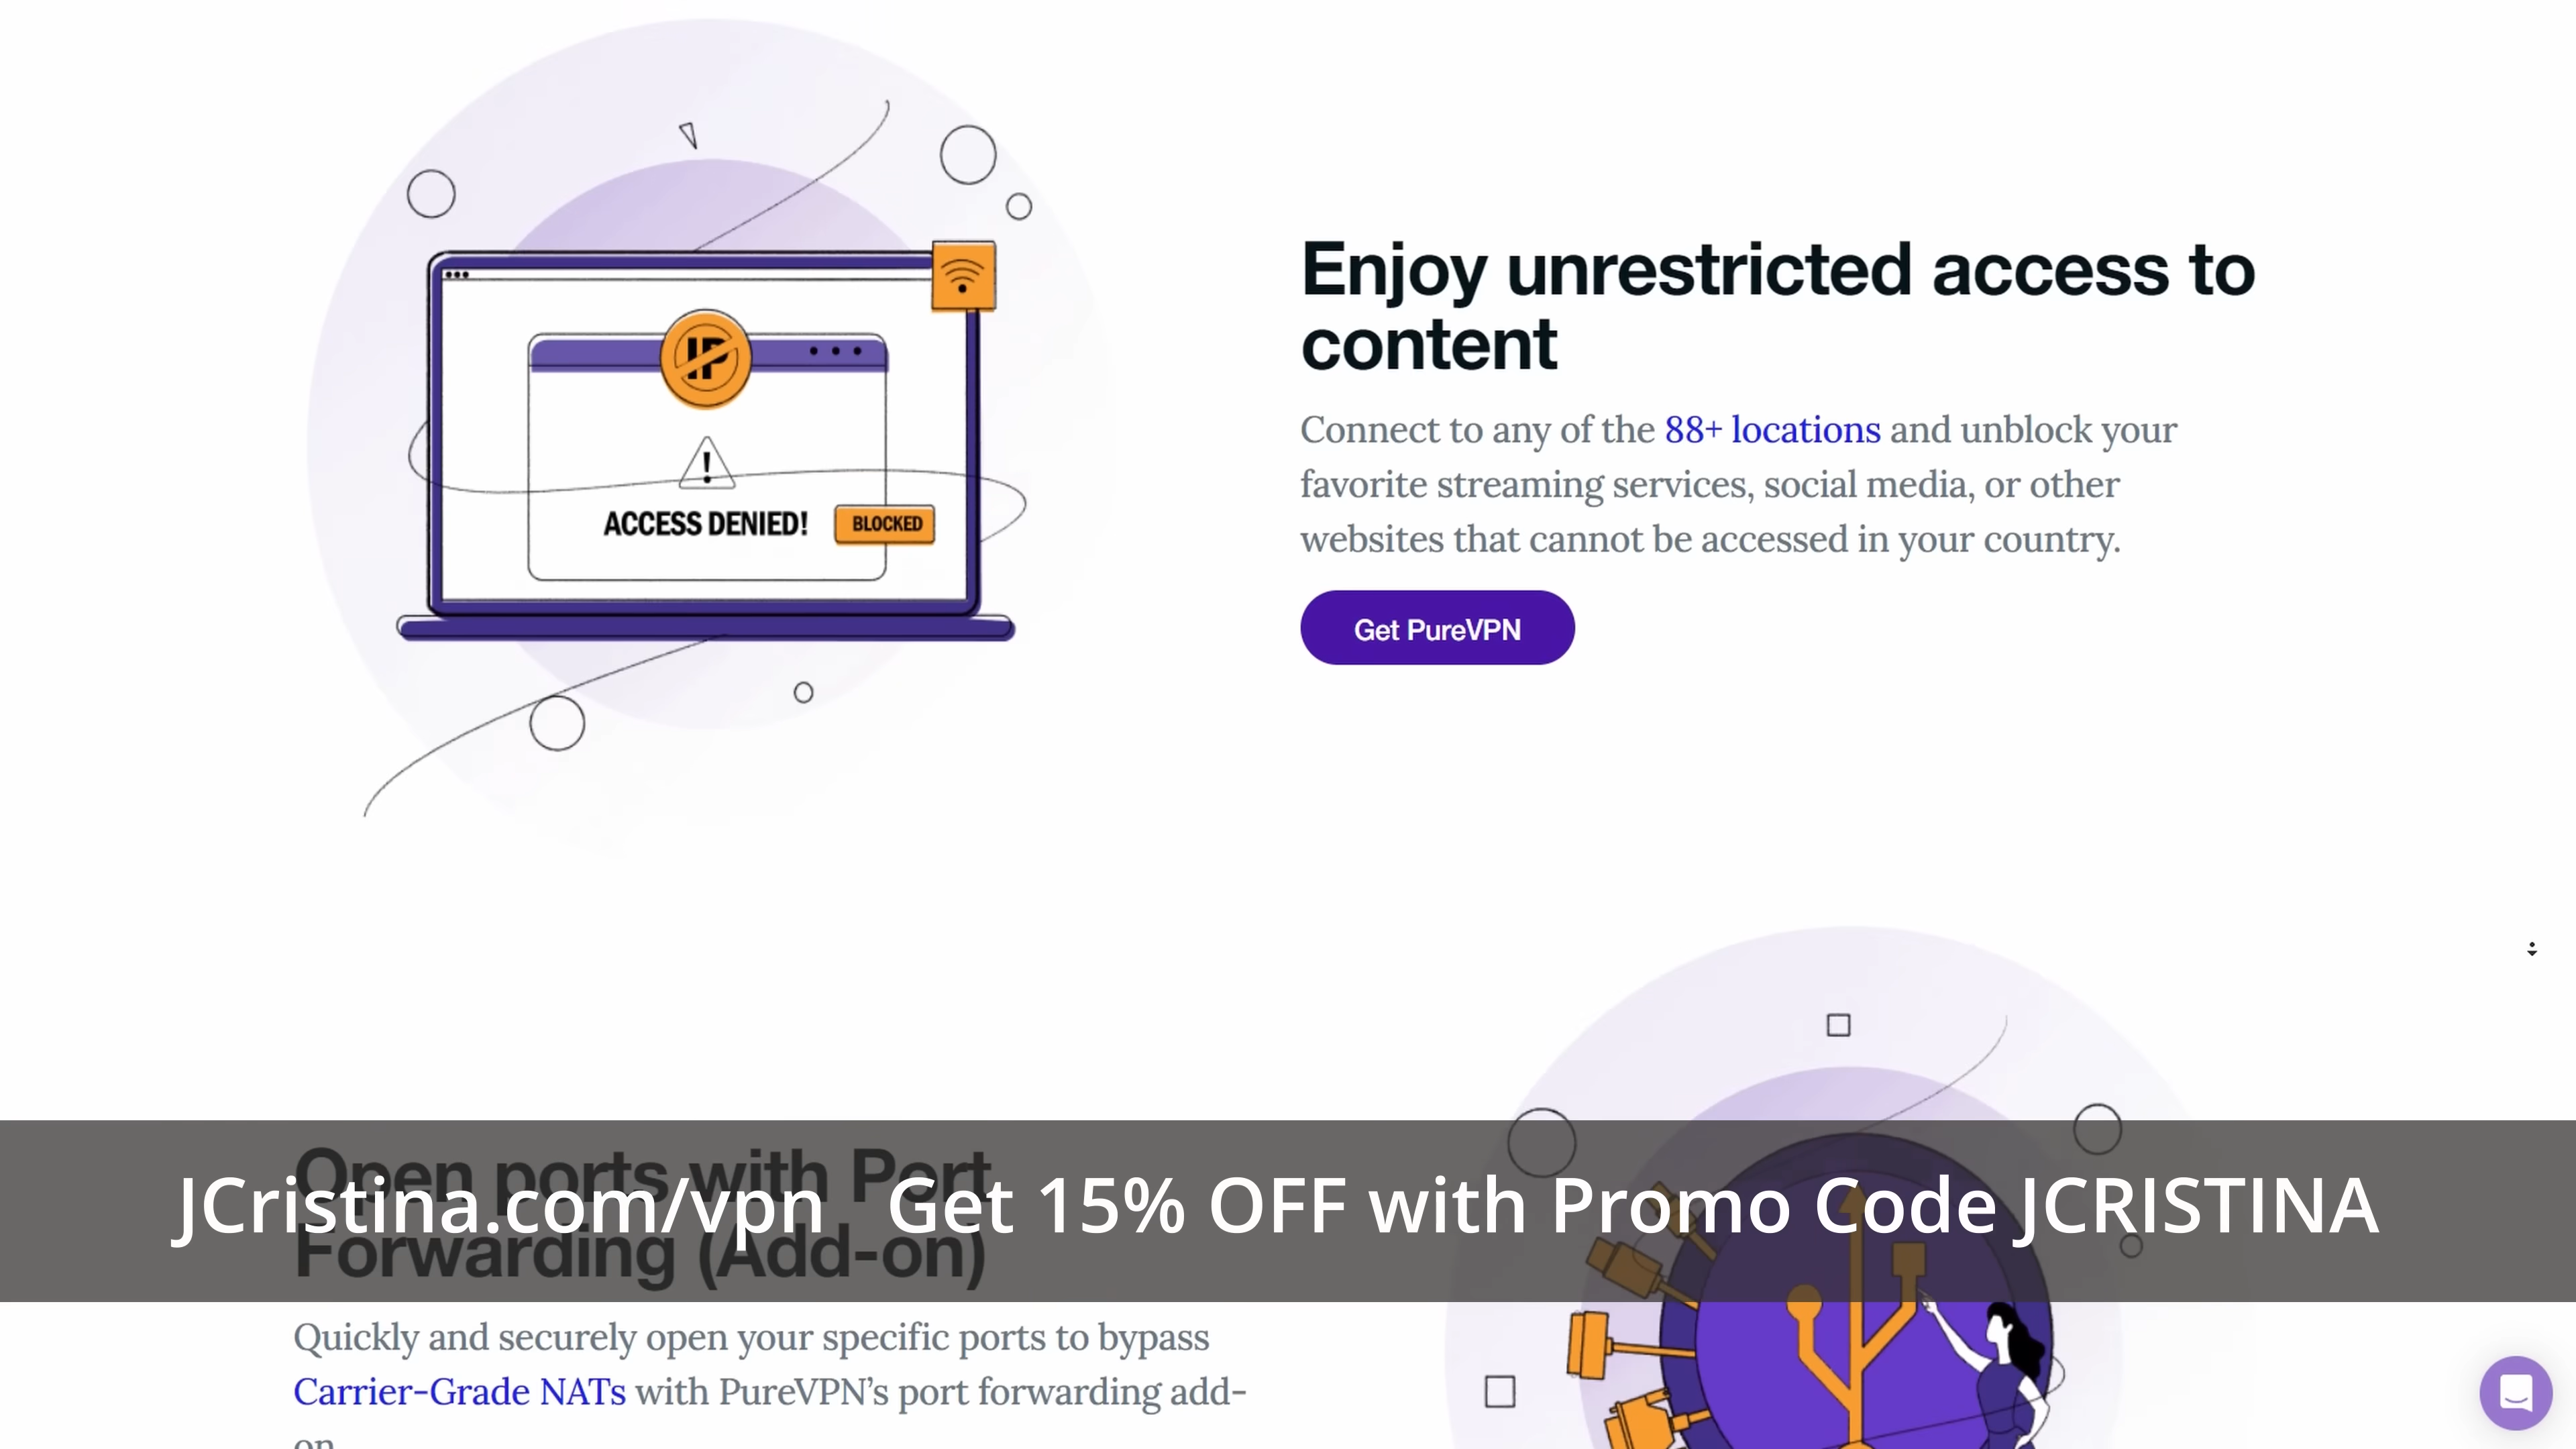 IP
ACCESS DENIED!
BLOCKED
Enjoy unrestricted access to
content
Connect to any of the 88+ locations and unblock your
favorite streaming services, social media, or other
websites that cannot be accessed in your country.
Get PureVPN
Open ports with Port
Forwarding (Add-on)
JCristina.com/vpn Get 15% OFF with Promo Code JCRISTINA
Quickly and securely open your specific ports to bypass
Carrier-Grade NATs with PureVPN’s port forwarding add-
on